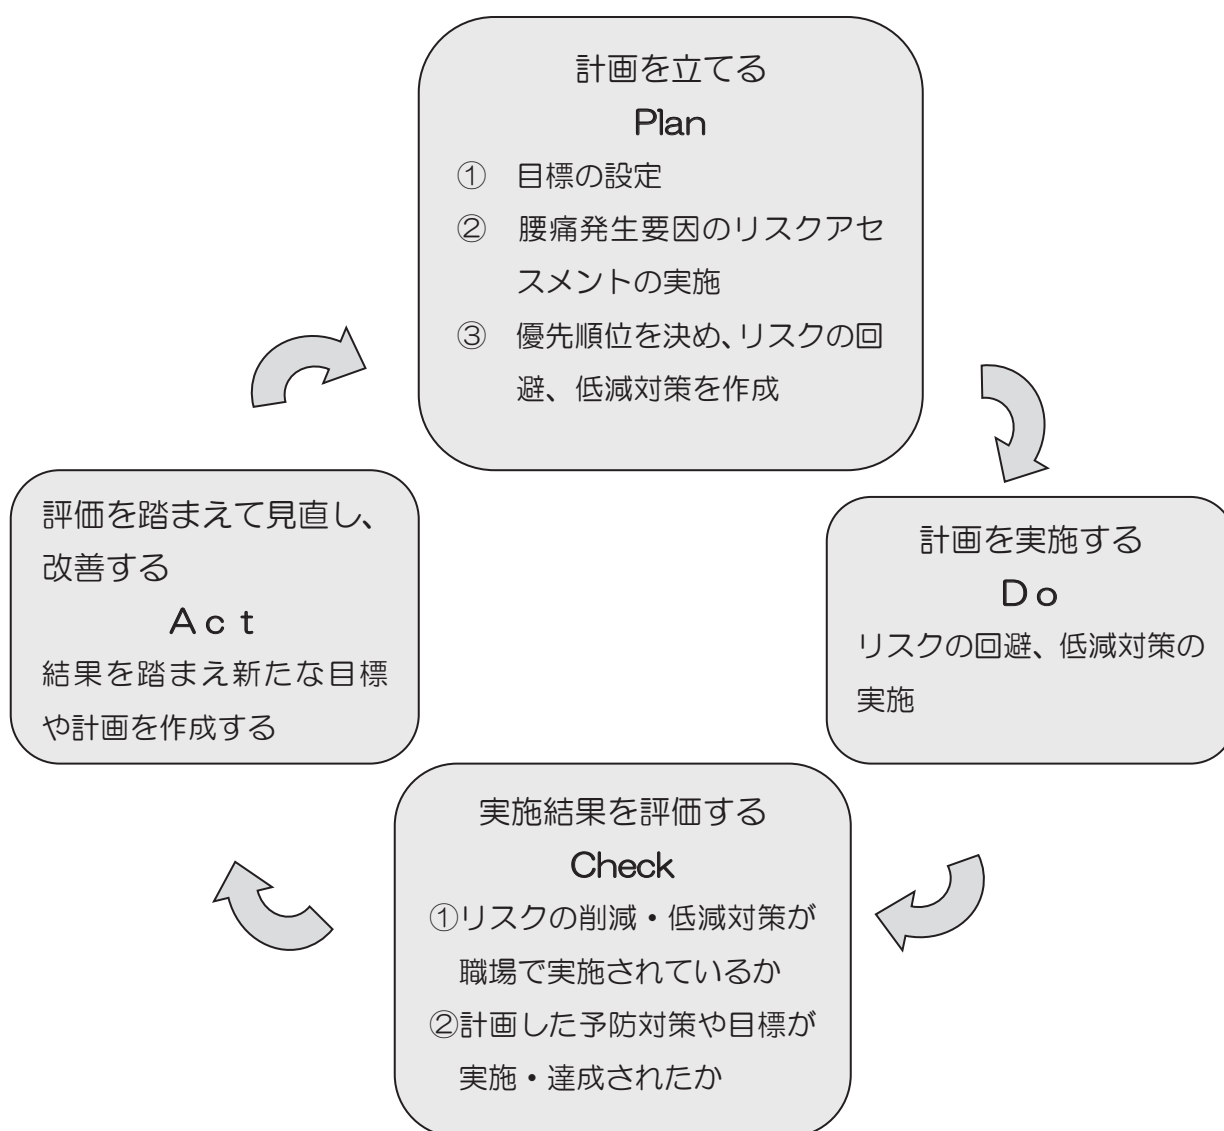 計画を立てる
Plan
① 目標の設定
② 腰痛発生要因のリスクアセ
スメントの実施
③ 優先順位を決め、リスクの回
避、低減対策を作成
計画を実施する
Do
リスクの回避、低減対策の
実施
実施結果を評価する
Check
①リスクの削減・低減対策が
職場で実施されているか
②計画した予防対策や目標が
実施・達成されたか
評価を踏まえて見直し、
改善する
Act
結果を踏まえ新たな目標
や計画を作成する